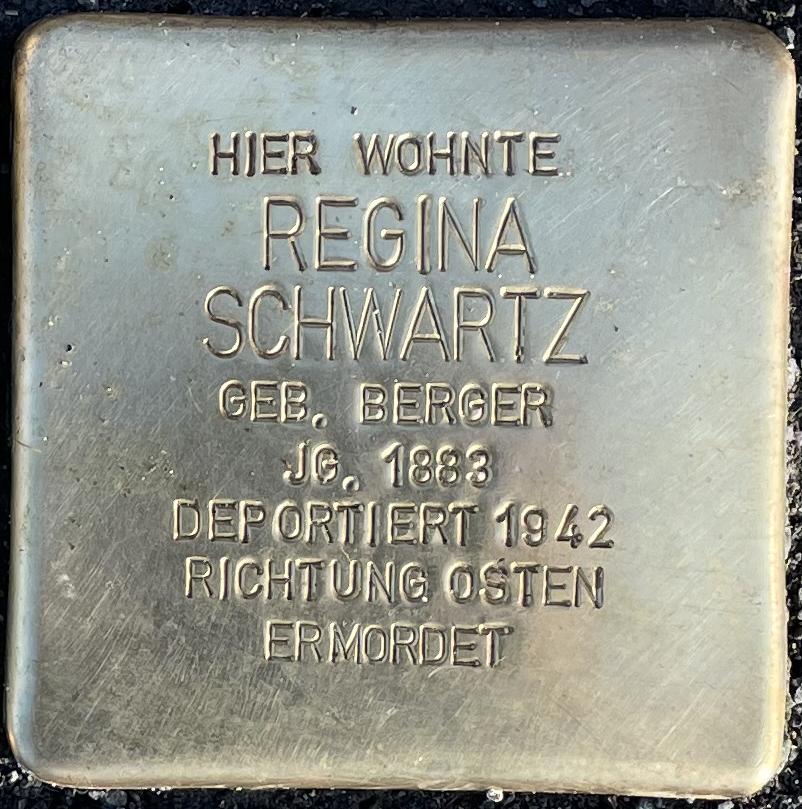 HIER WOHNTE
REGINA
SCHWARTZ
GEB. BERGER
JG. 1883
DEPORTIERT 1942
RICHTUNG OSTEN
ERMORDET